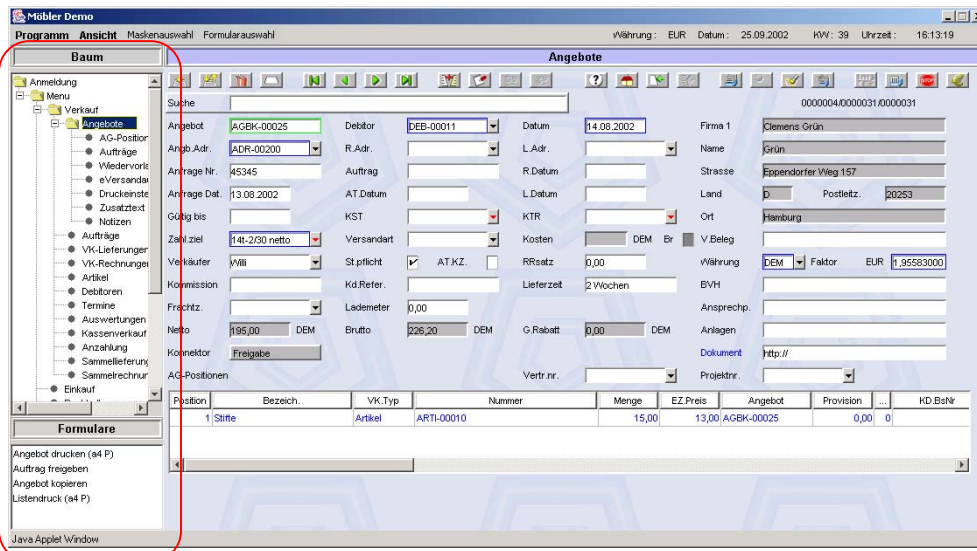 Möbler Demo
Programm Ansicht Maskenauswahl Formularauswahl Währung: EUR Datum: 25.09.2002 KW: 39 Uhrzeit: 16:13:19
Baum
Angebote
Anmeldung
Menu
Verkauf
Angebote
AG-Position
Aufträge
Wiedervorla
eVersanda
Druckeinste
Zusatztext
Notizen
Aufträge
VK-Lieferungen
VK-Rechnungen
Artikel
Debitoren
Termine
Auswertungen
Kassenverkauf
Anzahlung
Sammellieferung
Sammelrechnur
Einkauf
Formulare
Angebot drucken (a4 P)
Auftrag freigeben
Angebot kopieren
Listendruck (a4 P)
STOP
Suche 0000004/0000031/0000031
Angebot AGBK-00025 Debitor DEB-00011 Datum 14.08.2002 Firma 1 Clemens Grün
Angb.Adr. ADR-00200 R.Adr. L.Adr. Name Grün
Anfrage Nr. 45345 Auftrag R.Datum Strasse Eppendorfer Weg 157
Anfrage Dat. 13.08.2002 AT.Datum L.Datum Land D Postleitz. 20253
Gültig bis KST KTR Ort Hamburg
Zahl.ziel 14t-2/30 netto Versandart Kosten DEM Br V.Beleg
Verkäufer Willi St.pflicht AT.KZ. RRsatz 0,00 Währung DEM Faktor EUR 1,95583000
Kommission Kd.Refer. Lieferzeit 2 Wochen BVH
Frachtz. Lademeter 0,00 Ansprechp.
Netto 195,00 DEM Brutto 226,20 DEM G.Rabatt 0,00 DEM Anlagen
Konnektor Freigabe Dokument http://
AG-Positionen Vertr.nr. Projektnr.
Position Bezeich. VK.Typ Nummer Menge EZ.Preis Angebot Provision ... KD.BsNr
1 Stifte Artikel ARTI-00010 15,00 13,00 AGBK-00025 0,00 0
Java Applet Window